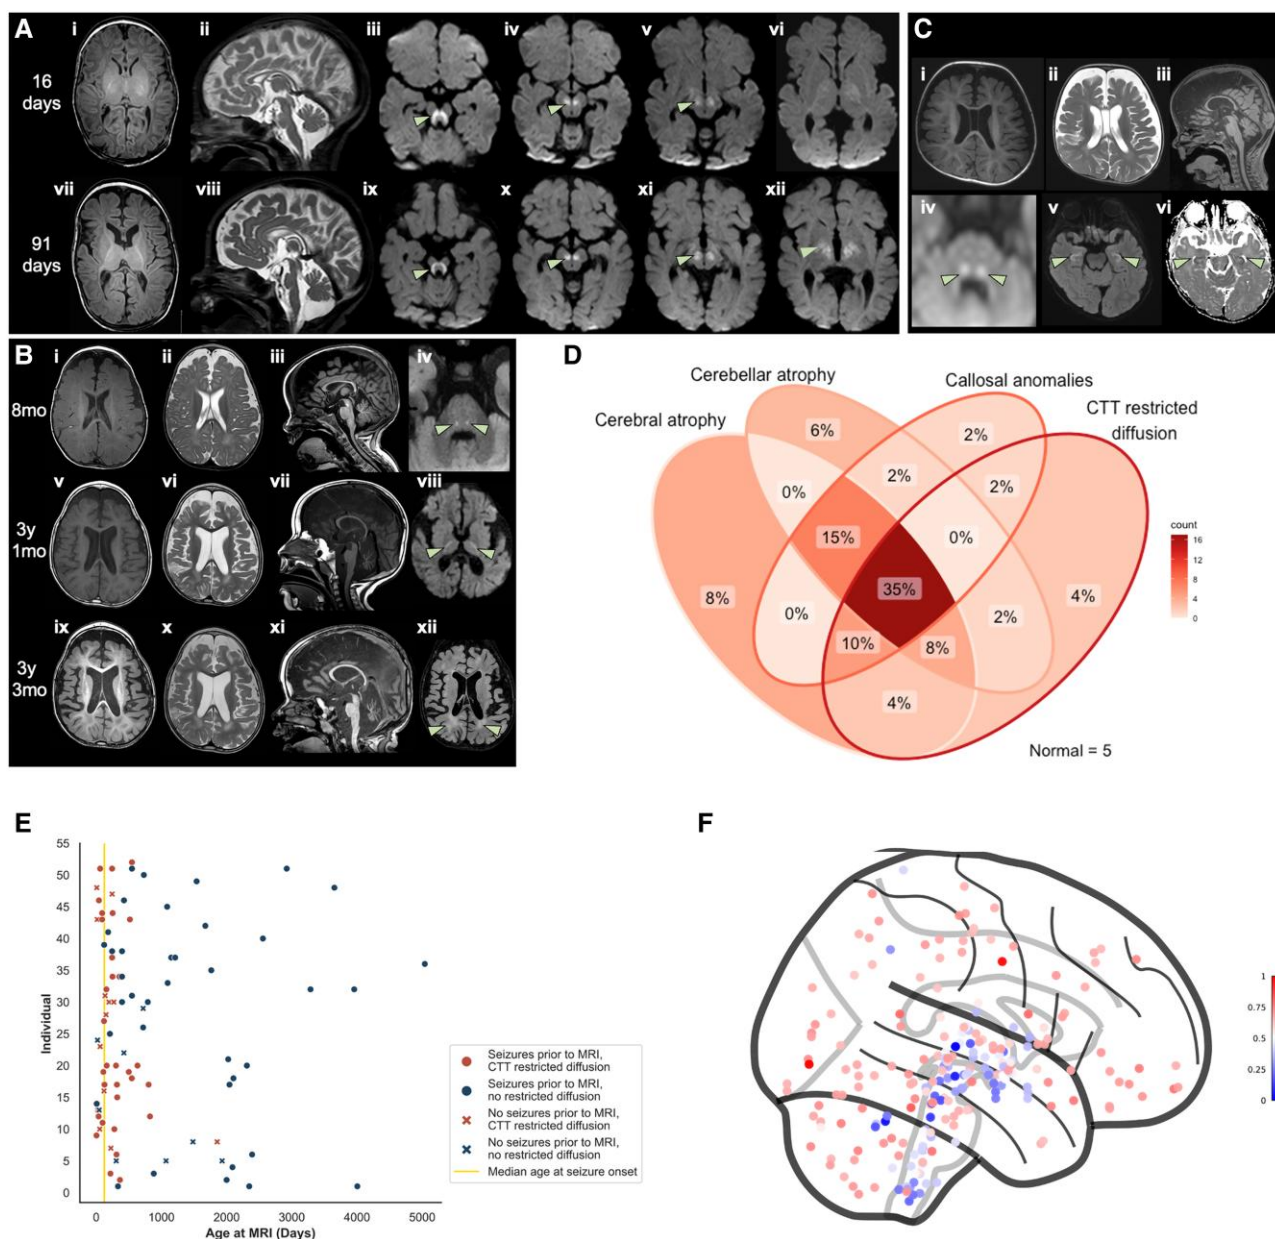 A
i
ii
iii
iv
v
vi
16
days
vii
viii
ix
x
xi
xii
91
days
C
i
ii
iii
iv
v
vi
B
i
ii
iii
iv
8mo
v
vi
vii
viii
3y
1mo
ix
x
xi
xii
3y
3mo
D
Cerebellar atrophy
Callosal anomalies
Cerebral atrophy
CTT restricted
diffusion
6%
2%
2%
2%
0%
15%
0%
35%
8%
0%
4%
2%
10%
8%
4%
Normal = 5
count
16
12
8
4
0
E
55
50
45
40
35
30
25
20
15
10
5
0
Individual
0
1000
2000
3000
4000
5000
Age at MRI (Days)
Seizures prior to MRI,
CTT restricted diffusion
Seizures prior to MRI,
no restricted diffusion
No seizures prior to MRI,
CTT restricted diffusion
No seizures prior to MRI,
no restricted diffusion
Median age at seizure onset
F
1
0.75
0.5
0.25
0